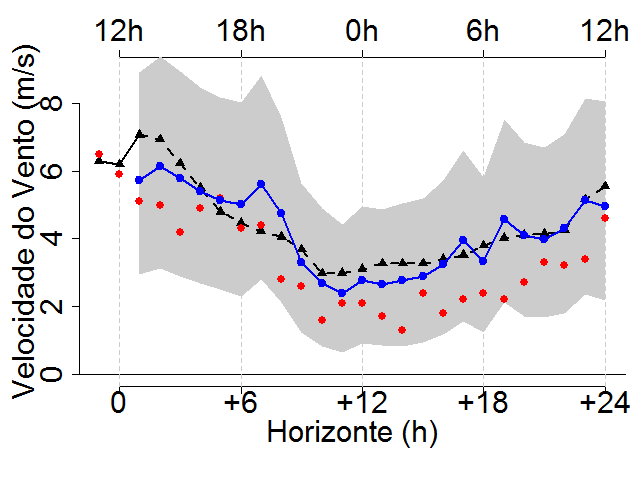 12h 18h 0h 6h 12h
Velocidade do Vento (m/s)
8
6
4
2
0
0 +6 +12 +18 +24
Horizonte (h)